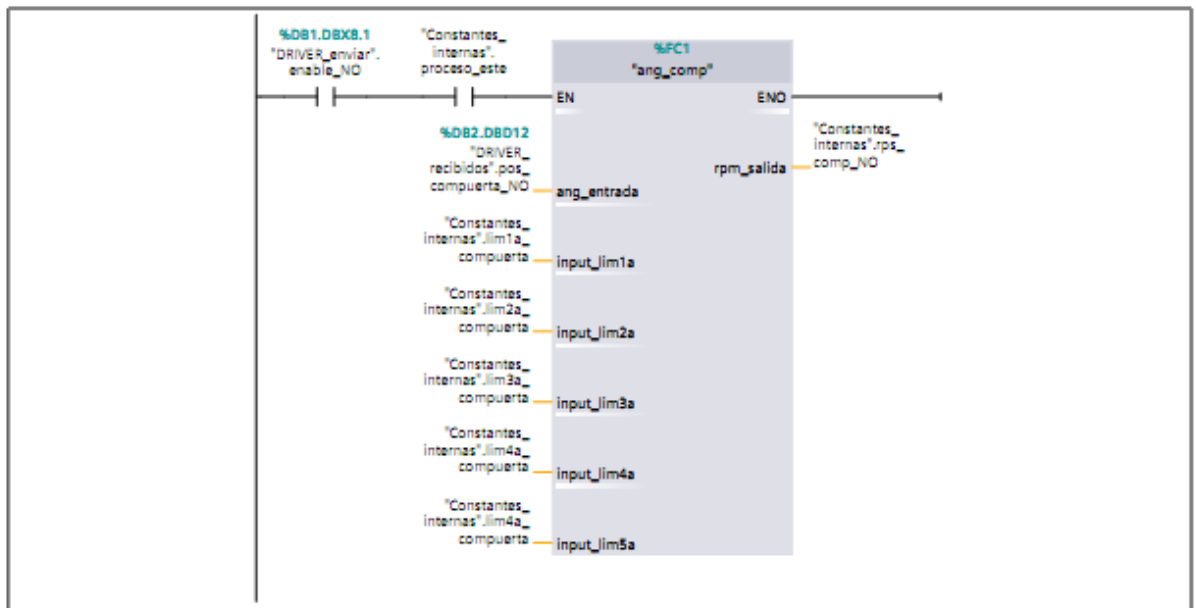 %DB1.DBX8.1
"DRIVER_enviar".
enable_NO
"Constantes_
internas".
proceso_este
%FC1
"ang_comp"
EN
ENO
%DB2.DBD12
"DRIVER_
recibidos".pos_
compuerta_NO
ang_entrada
rpm_salida
"Constantes_
internas".rps_
comp_NO
"Constantes_
internas".lim1a_
compuerta
input_lim1a
"Constantes_
internas".lim2a_
compuerta
input_lim2a
"Constantes_
internas".lim3a_
compuerta
input_lim3a
"Constantes_
internas".lim4a_
compuerta
input_lim4a
"Constantes_
internas".lim4a_
compuerta
input_lim5a